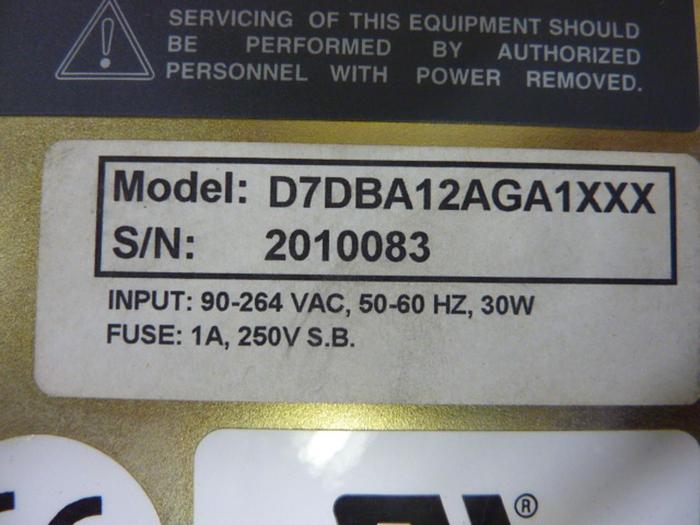 SERVICING OF THIS EQUIPMENT SHOULD
BE PERFORMED BY AUTHORIZED
PERSONNEL WITH POWER REMOVED.
Model: D7DBA12AGA1XXX
S/N: 2010083
INPUT: 90-264 VAC, 50-60 HZ, 30W
FUSE: 1A, 250V S.B.
®